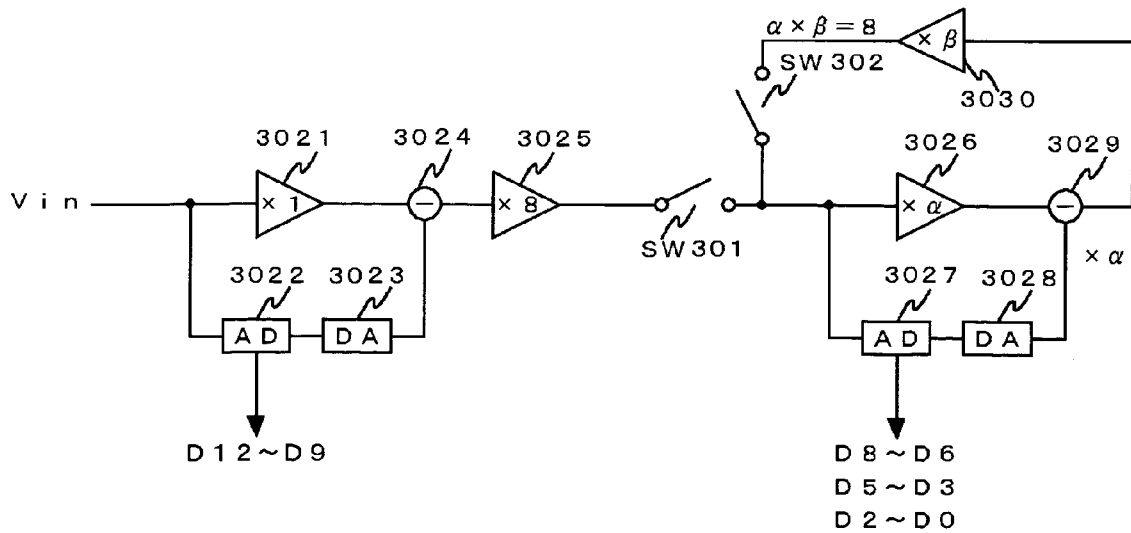 α × β = 8
× β
SW302
3030
3021
3024
3025
3026
3029
Vin
× 1
−
× 8
× α
−
SW301
× α
3022
3023
3027
3028
AD
DA
AD
DA
D12~D9
D8~D6
D5~D3
D2~D0